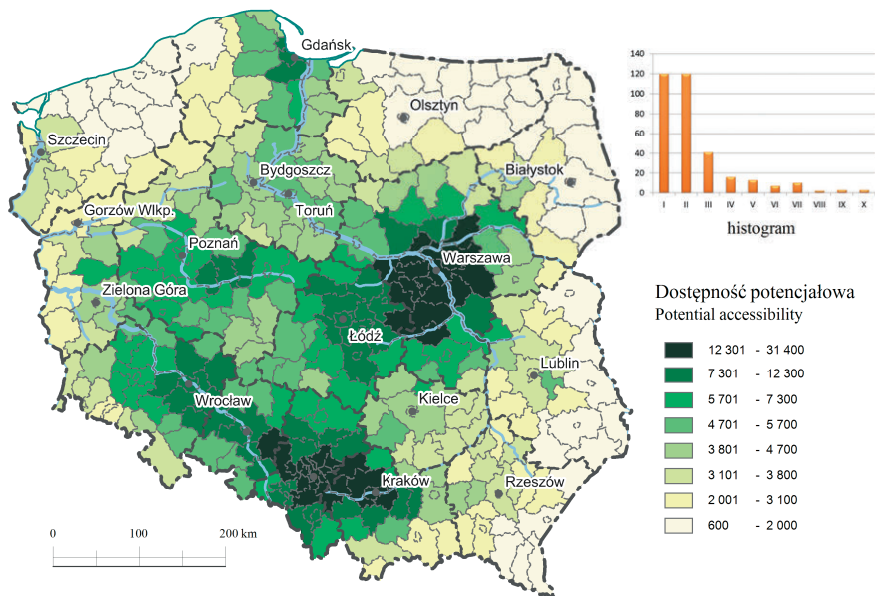 Gdańsk
Olsztyn
Szczecin
Bydgoszcz
Białystok
Toruń
Gorzów Wlkp.
Poznań
Warszawa
Zielona Góra
Łódź
Lublin
Wrocław
Kielce
Kraków
Rzeszów
0 100 200 km
140
120
100
80
60
40
20
0
I II III IV V VI VII VIII IX X
histogram
Dostępność potencjałowa
Potential accessibility
12 301 - 31 400
7 301 - 12 300
5 701 - 7 300
4 701 - 5 700
3 801 - 4 700
3 101 - 3 800
2 001 - 3 100
600 - 2 000